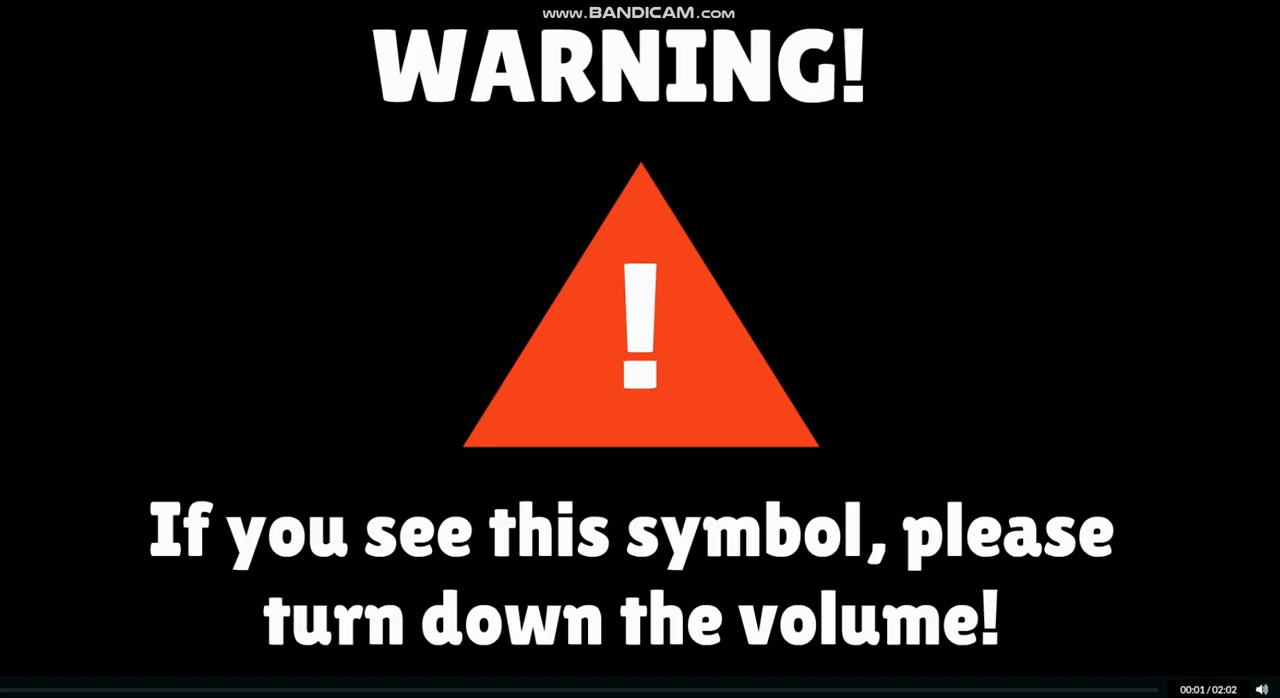 www.BANDICAM.com
WARNING!
!
If you see this symbol, please
turn down the volume!
00:01 / 02:02